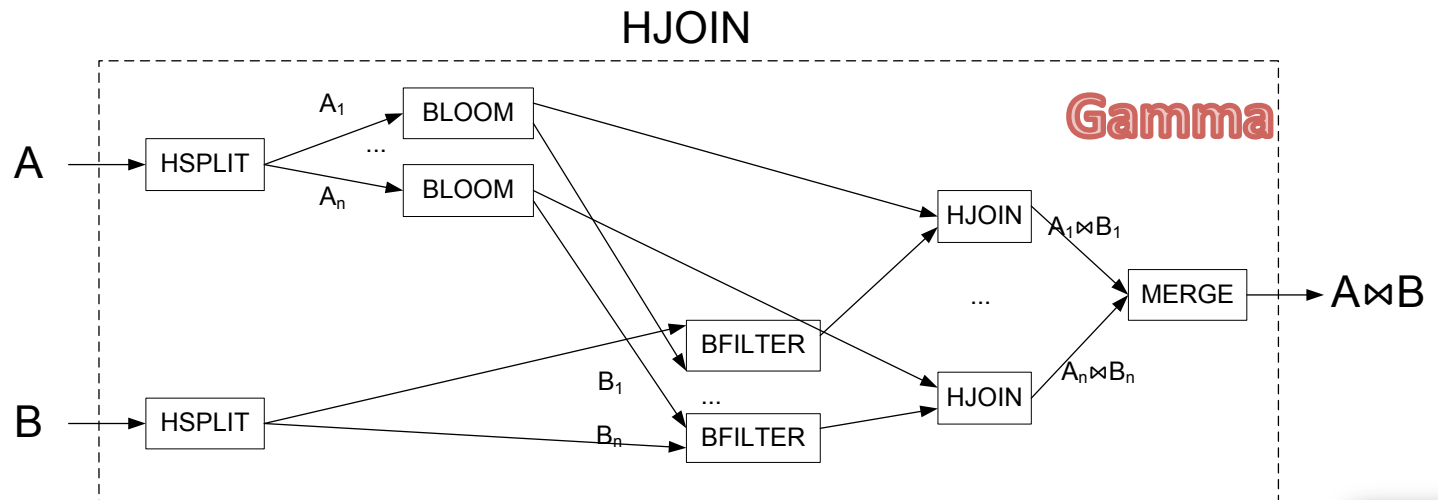 HJOIN
Gamma
A₁
BLOOM
...
A
HSPLIT
Aₙ
BLOOM
HJOIN
A₁⋈B₁
...
MERGE
A⋈B
BFILTER
B₁
...
HJOIN
Aₙ⋈Bₙ
B
HSPLIT
Bₙ
BFILTER